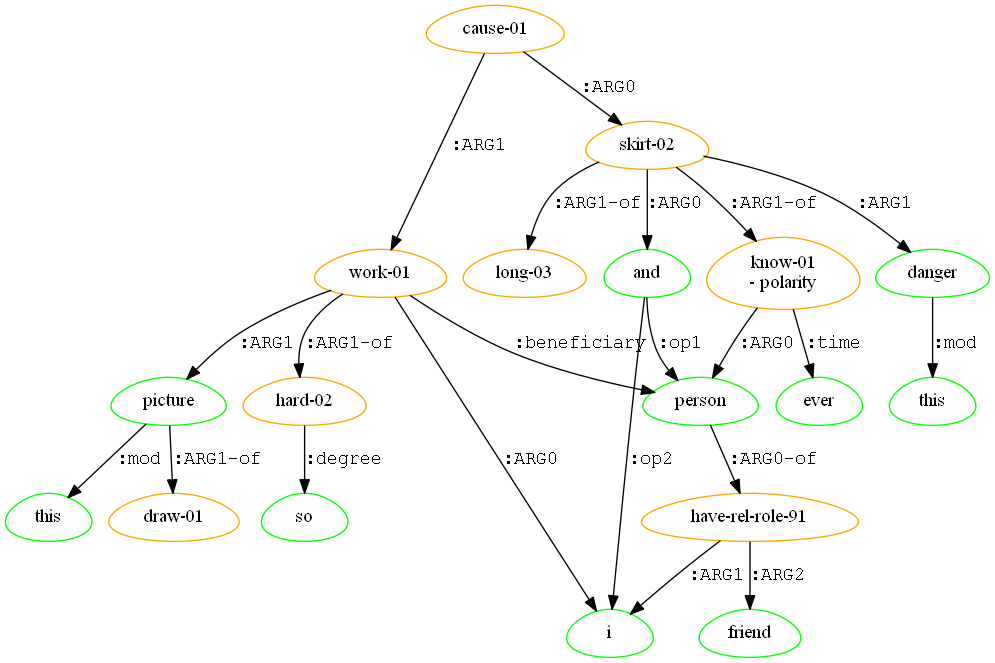 cause-01
:ARG0
:ARG1
skirt-02
:ARG1-of
:ARG0
:ARG1-of
:ARG1
work-01
long-03
and
know-01
- polarity
danger
:ARG1
:ARG1-of
:beneficiary
:op1
:ARG0
:time
:mod
picture
hard-02
person
ever
this
:mod
:ARG1-of
:degree
:ARG0
:op2
:ARG0-of
this
draw-01
so
have-rel-role-91
:ARG1
:ARG2
i
friend